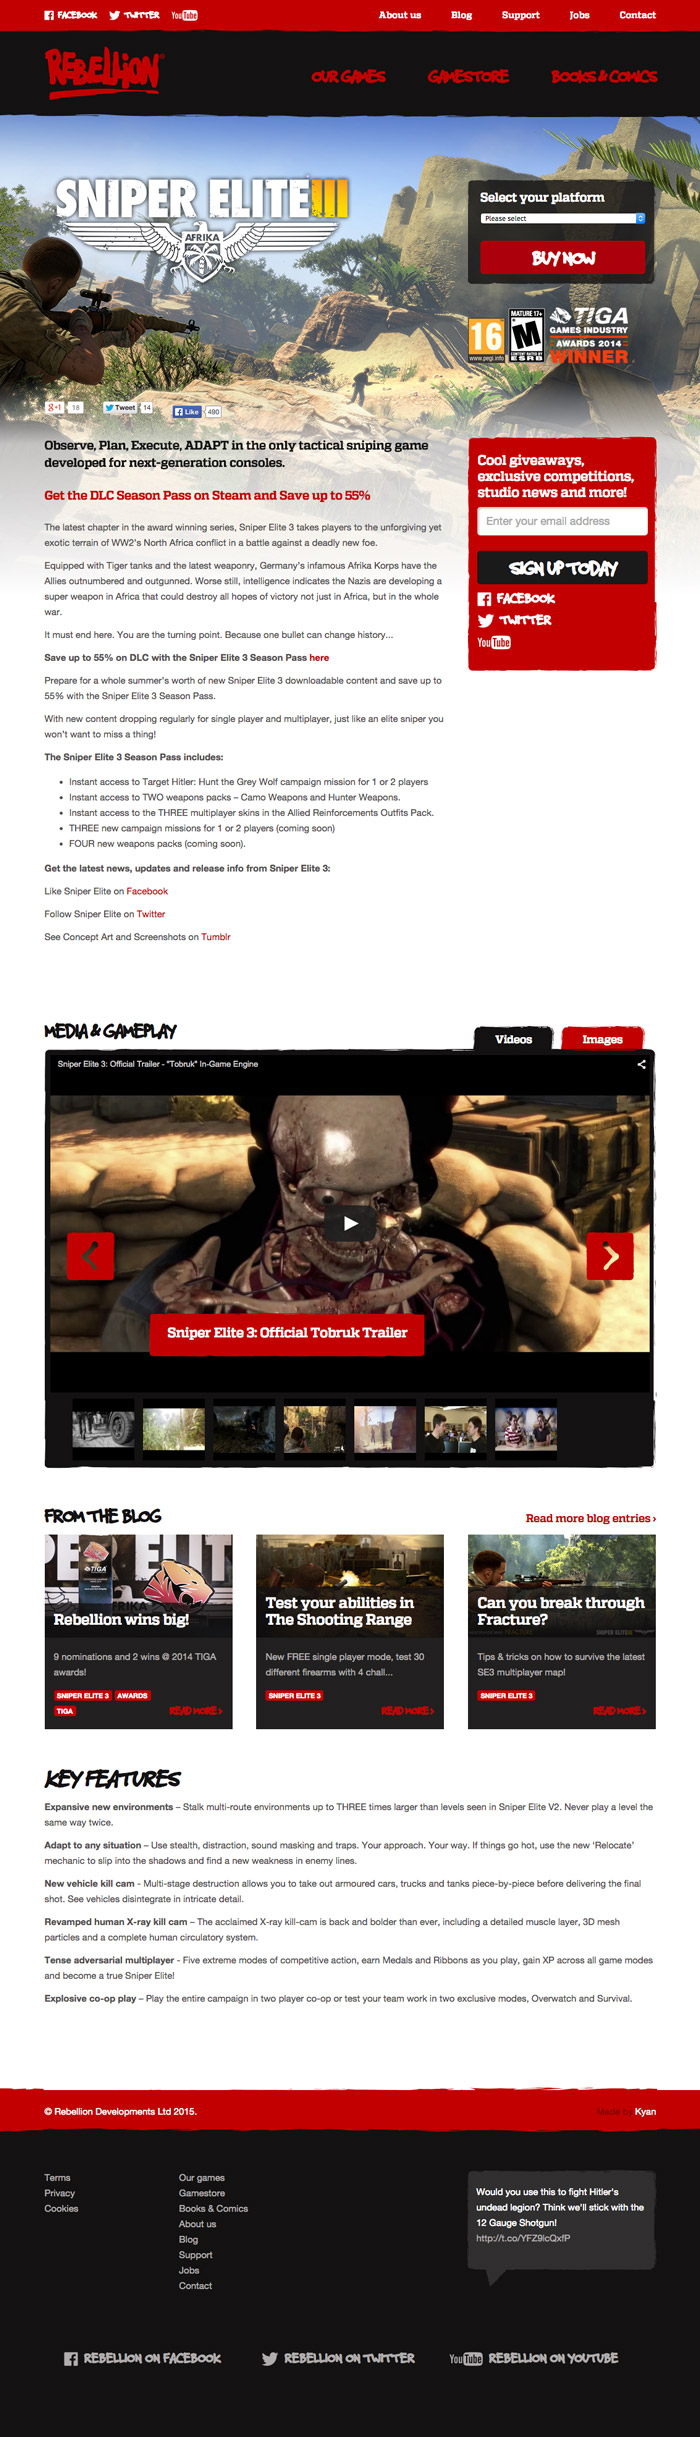 FACEBOOK TWITTER YouTube About us Blog Support Jobs Contact
REBELLION OUR GAMES GAMESTORE BOOKS & COMICS
SNIPER ELITE III
AFRIKA
Select your platform
Please select
BUY NOW
16
www.pegi.info
MATURE 17+
M
CONTENT RATED BY
ESRB
TIGA
GAMES INDUSTRY
AWARDS 2014
WINNER
g+1 18 Tweet 14 Like 490
Observe, Plan, Execute, ADAPT in the only tactical sniping game
developed for next-generation consoles.
Get the DLC Season Pass on Steam and Save up to 55%
The latest chapter in the award winning series, Sniper Elite 3 takes players to the unforgiving yet
exotic terrain of WW2's North Africa conflict in a battle against a deadly new foe.
Equipped with Tiger tanks and the latest weaponry, Germany's infamous Afrika Korps have the
Allies outnumbered and outgunned. Worse still, intelligence indicates the Nazis are developing a
super weapon in Africa that could destroy all hopes of victory not just in Africa, but in the whole
war.
It must end here. You are the turning point. Because one bullet can change history...
Save up to 55% on DLC with the Sniper Elite 3 Season Pass here
Prepare for a whole summer's worth of new Sniper Elite 3 downloadable content and save up to
55% with the Sniper Elite 3 Season Pass.
With new content dropping regularly for single player and multiplayer, just like an elite sniper you
won't want to miss a thing!
The Sniper Elite 3 Season Pass includes:
• Instant access to Target Hitler: Hunt the Grey Wolf campaign mission for 1 or 2 players
• Instant access to TWO weapons packs – Camo Weapons and Hunter Weapons.
• Instant access to the THREE multiplayer skins in the Allied Reinforcements Outfits Pack.
• THREE new campaign missions for 1 or 2 players (coming soon)
• FOUR new weapons packs (coming soon).
Get the latest news, updates and release info from Sniper Elite 3:
Like Sniper Elite on Facebook
Follow Sniper Elite on Twitter
See Concept Art and Screenshots on Tumblr
Cool giveaways,
exclusive competitions,
studio news and more!
Enter your email address
SIGN UP TODAY
FACEBOOK
TWITTER
YouTube
MEDIA & GAMEPLAY
Videos Images
Sniper Elite 3: Official Trailer - "Tobruk" In-Game Engine
Sniper Elite 3: Official Tobruk Trailer
FROM THE BLOG
Read more blog entries ›
Rebellion wins big!
9 nominations and 2 wins @ 2014 TIGA
awards!
SNIPER ELITE 3 AWARDS
TIGA READ MORE ›
Test your abilities in
The Shooting Range
New FREE single player mode, test 30
different firearms with 4 chall...
SNIPER ELITE 3
READ MORE ›
Can you break through
Fracture?
Tips & tricks on how to survive the latest
SE3 multiplayer map!
SNIPER ELITE 3
READ MORE ›
KEY FEATURES
Expansive new environments – Stalk multi-route environments up to THREE times larger than levels seen in Sniper Elite V2. Never play a level the
same way twice.
Adapt to any situation – Use stealth, distraction, sound masking and traps. Your approach. Your way. If things go hot, use the new 'Relocate'
mechanic to slip into the shadows and find a new weakness in enemy lines.
New vehicle kill cam - Multi-stage destruction allows you to take out armoured cars, trucks and tanks piece-by-piece before delivering the final
shot. See vehicles disintegrate in intricate detail.
Revamped human X-ray kill cam – The acclaimed X-ray kill-cam is back and bolder than ever, including a detailed muscle layer, 3D mesh
particles and a complete human circulatory system.
Tense adversarial multiplayer - Five extreme modes of competitive action, earn Medals and Ribbons as you play, gain XP across all game modes
and become a true Sniper Elite!
Explosive co-op play – Play the entire campaign in two player co-op or test your team work in two exclusive modes, Overwatch and Survival.
© Rebellion Developments Ltd 2015. Made by Kyan
Terms
Privacy
Cookies
Our games
Gamestore
Books & Comics
About us
Blog
Support
Jobs
Contact
Would you use this to fight Hitler's
undead legion? Think we'll stick with the
12 Gauge Shotgun!
http://t.co/YFZ9lcQxfP
REBELLION ON FACEBOOK REBELLION ON TWITTER YouTube REBELLION ON YOUTUBE